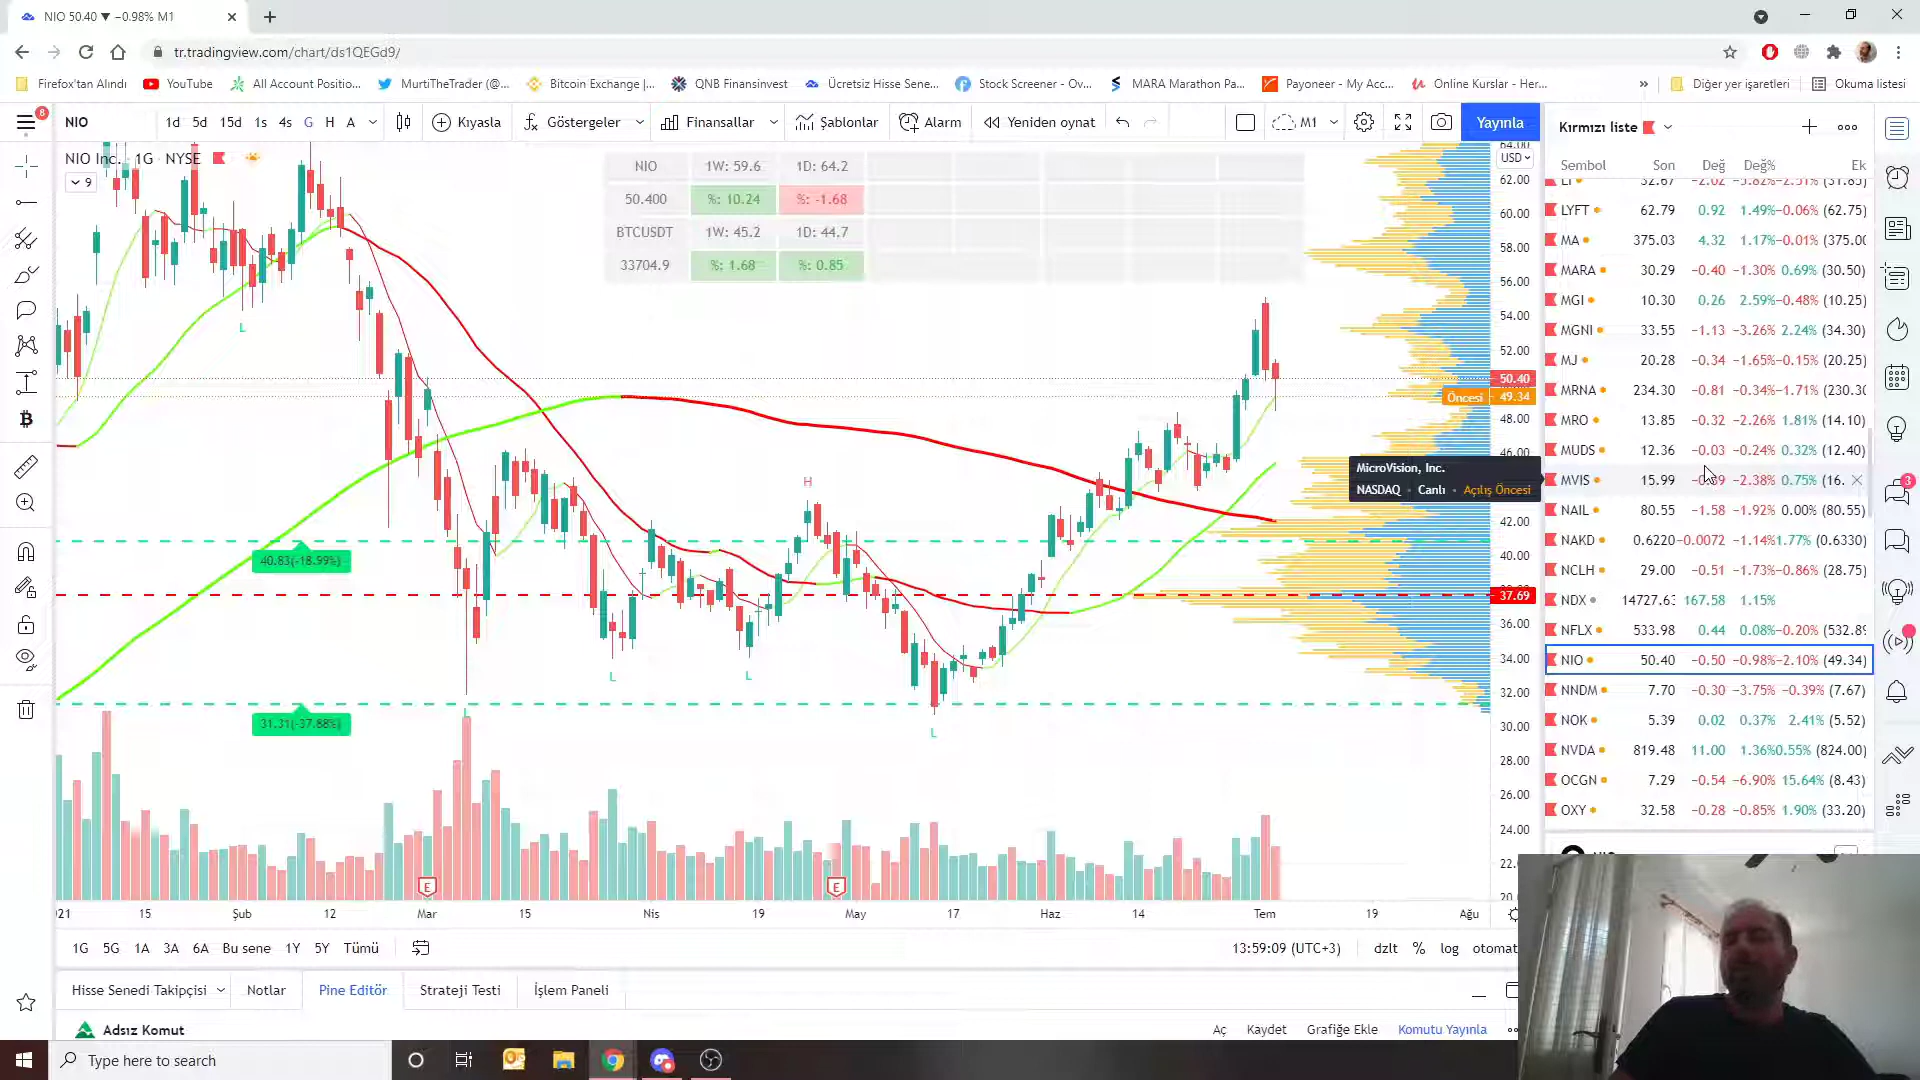 NIO 50.40 ▼ −0.98% M1
tr.tradingview.com/chart/ds1QEGd9/
Firefox'tan Alındı YouTube All Account Positio... MurtiTheTrader (@... Bitcoin Exchange |... QNB Finansinvest Ücretsiz Hisse Sene... Stock Screener - Ov... MARA Marathon Pa... Payoneer - My Acc... Online Kurslar - Her... » Diğer yer işaretleri Okuma listesi
8
NIO 1d 5d 15d 1s 4s G H A Kıyasla Göstergeler Finansallar Şablonlar Alarm Yeniden oynat M1 Yayınla
NIO Inc. · 1G · NYSE
9
NIO 1W: 59.6 1D: 64.2
50.400 %: 10.24 %: -1.68
BTCUSDT 1W: 45.2 1D: 44.7
33704.9 %: 1.68 %: 0.85
L
H
L
L
L
L
40.83(-18.99%)
31.31(-37.88%)
E
E
USD
64.00
62.00
60.00
58.00
56.00
54.00
52.00
50.40
Öncesi 49.34
48.00
46.00
42.00
40.00
37.69
36.00
34.00
32.00
30.00
28.00
26.00
24.00
MicroVision, Inc.
NASDAQ • Canlı • Açılış Öncesi
15 Şub 12 Mar 15 Nis 19 May 17 Haz 14 Tem 19 Ağu
1G 5G 1A 3A 6A Bu sene 1Y 5Y Tümü 13:59:09 (UTC+3) dzlt % log otomat
Hisse Senedi Takipçisi Notlar Pine Editör Strateji Testi İşlem Paneli
Adsız Komut Aç Kaydet Grafiğe Ekle Komutu Yayınla
Kırmızı liste
Sembol Son Değ Değ% Ek
LI 32.67 −2.02 −5.82% −2.51% (31.85)
LYFT 62.79 0.92 1.49% −0.06% (62.75)
MA 375.03 4.32 1.17% −0.01% (375.00
MARA 30.29 −0.40 −1.30% 0.69% (30.50)
MGI 10.30 0.26 2.59% −0.48% (10.25)
MGNI 33.55 −1.13 −3.26% 2.24% (34.30)
MJ 20.28 −0.34 −1.65% −0.15% (20.25)
MRNA 234.30 −0.81 −0.34% −1.71% (230.30
MRO 13.85 −0.32 −2.26% 1.81% (14.10)
MUDS 12.36 −0.03 −0.24% 0.32% (12.40)
MVIS 15.99 −2.38% 0.75% (16.
NAIL 80.55 −1.58 −1.92% 0.00% (80.55)
NAKD 0.6220 −0.0072 −1.14% 1.77% (0.6330)
NCLH 29.00 −0.51 −1.73% −0.86% (28.75)
NDX 14727.63 167.58 1.15%
NFLX 533.98 0.44 0.08% −0.20% (532.89
NIO 50.40 −0.50 −0.98% −2.10% (49.34)
NNDM 7.70 −0.30 −3.75% −0.39% (7.67)
NOK 5.39 0.02 0.37% 2.41% (5.52)
NVDA 819.48 11.00 1.36% 0.55% (824.00)
OCGN 7.29 −0.54 −6.90% 15.64% (8.43)
OXY 32.58 −0.28 −0.85% 1.90% (33.20)
3
Type here to search